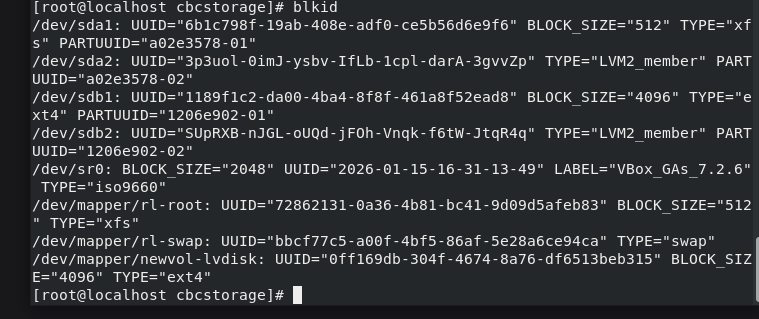 [root@localhost cbcstorage]# blkid
/dev/sda1: UUID="6b1c798f-19ab-408e-adf0-ce5b56d6e9f6" BLOCK_SIZE="512" TYPE="xf
s" PARTUUID="a02e3578-01"
/dev/sda2: UUID="3p3uol-0imJ-ysbv-IfLb-1cpl-darA-3gvvZp" TYPE="LVM2_member" PART
UUID="a02e3578-02"
/dev/sdb1: UUID="1189f1c2-da00-4ba4-8f8f-461a8f52ead8" BLOCK_SIZE="4096" TYPE="e
xt4" PARTUUID="1206e902-01"
/dev/sdb2: UUID="SUpRXB-nJGL-oUQd-jFOh-Vnqk-f6tW-JtqR4q" TYPE="LVM2_member" PART
UUID="1206e902-02"
/dev/sr0: BLOCK_SIZE="2048" UUID="2026-01-15-16-31-13-49" LABEL="VBox_GAs_7.2.6"
 TYPE="iso9660"
/dev/mapper/rl-root: UUID="72862131-0a36-4b81-bc41-9d09d5afeb83" BLOCK_SIZE="512
" TYPE="xfs"
/dev/mapper/rl-swap: UUID="bbcf77c5-a00f-4bf5-86af-5e28a6ce94ca" TYPE="swap"
/dev/mapper/newvol-lvdisk: UUID="0ff169db-304f-4674-8a76-df6513beb315" BLOCK_SIZ
E="4096" TYPE="ext4"
[root@localhost cbcstorage]#